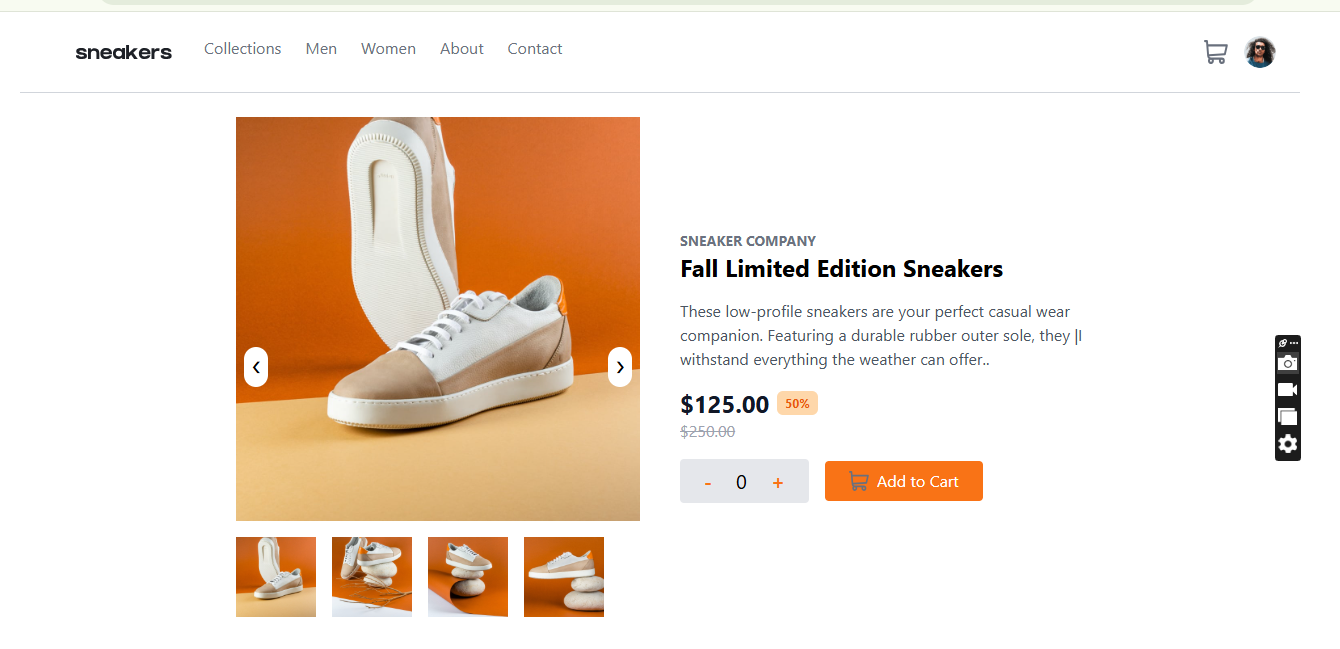 sneakers Collections Men Women About Contact
SNEAKER COMPANY
Fall Limited Edition Sneakers
These low-profile sneakers are your perfect casual wear
companion. Featuring a durable rubber outer sole, they |l
withstand everything the weather can offer..
$125.00 50%
$250.00
- 0 + Add to Cart